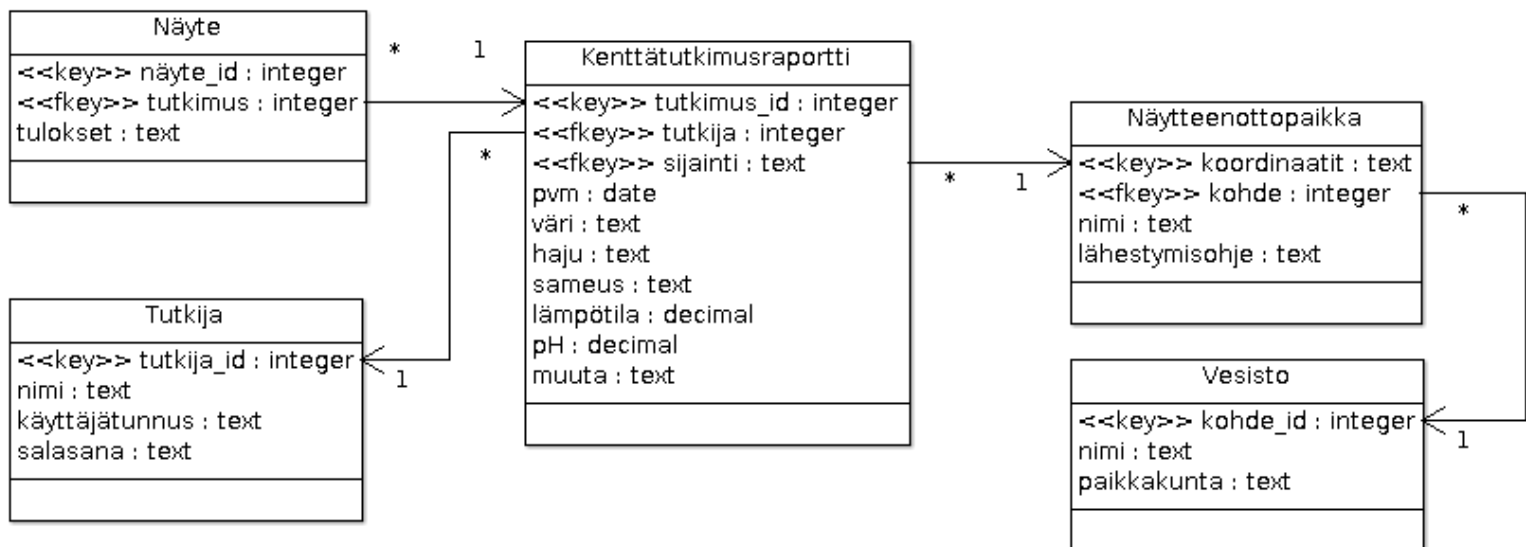 Näyte
<<key>> näyte_id : integer
<<fkey>> tutkimus : integer
tulokset : text
*
1
Kenttätutkimusraportti
<<key>> tutkimus_id : integer
<<fkey>> tutkija : integer
<<fkey>> sijainti : text
pvm : date
väri : text
haju : text
sameus : text
lämpötila : decimal
pH : decimal
muuta : text
*
1
Tutkija
<<key>> tutkija_id : integer
nimi : text
käyttäjätunnus : text
salasana : text
*
1
Näytteenottopaikka
<<key>> koordinaatit : text
<<fkey>> kohde : integer
nimi : text
lähestymisohje : text
*
1
Vesisto
<<key>> kohde_id : integer
nimi : text
paikkakunta : text